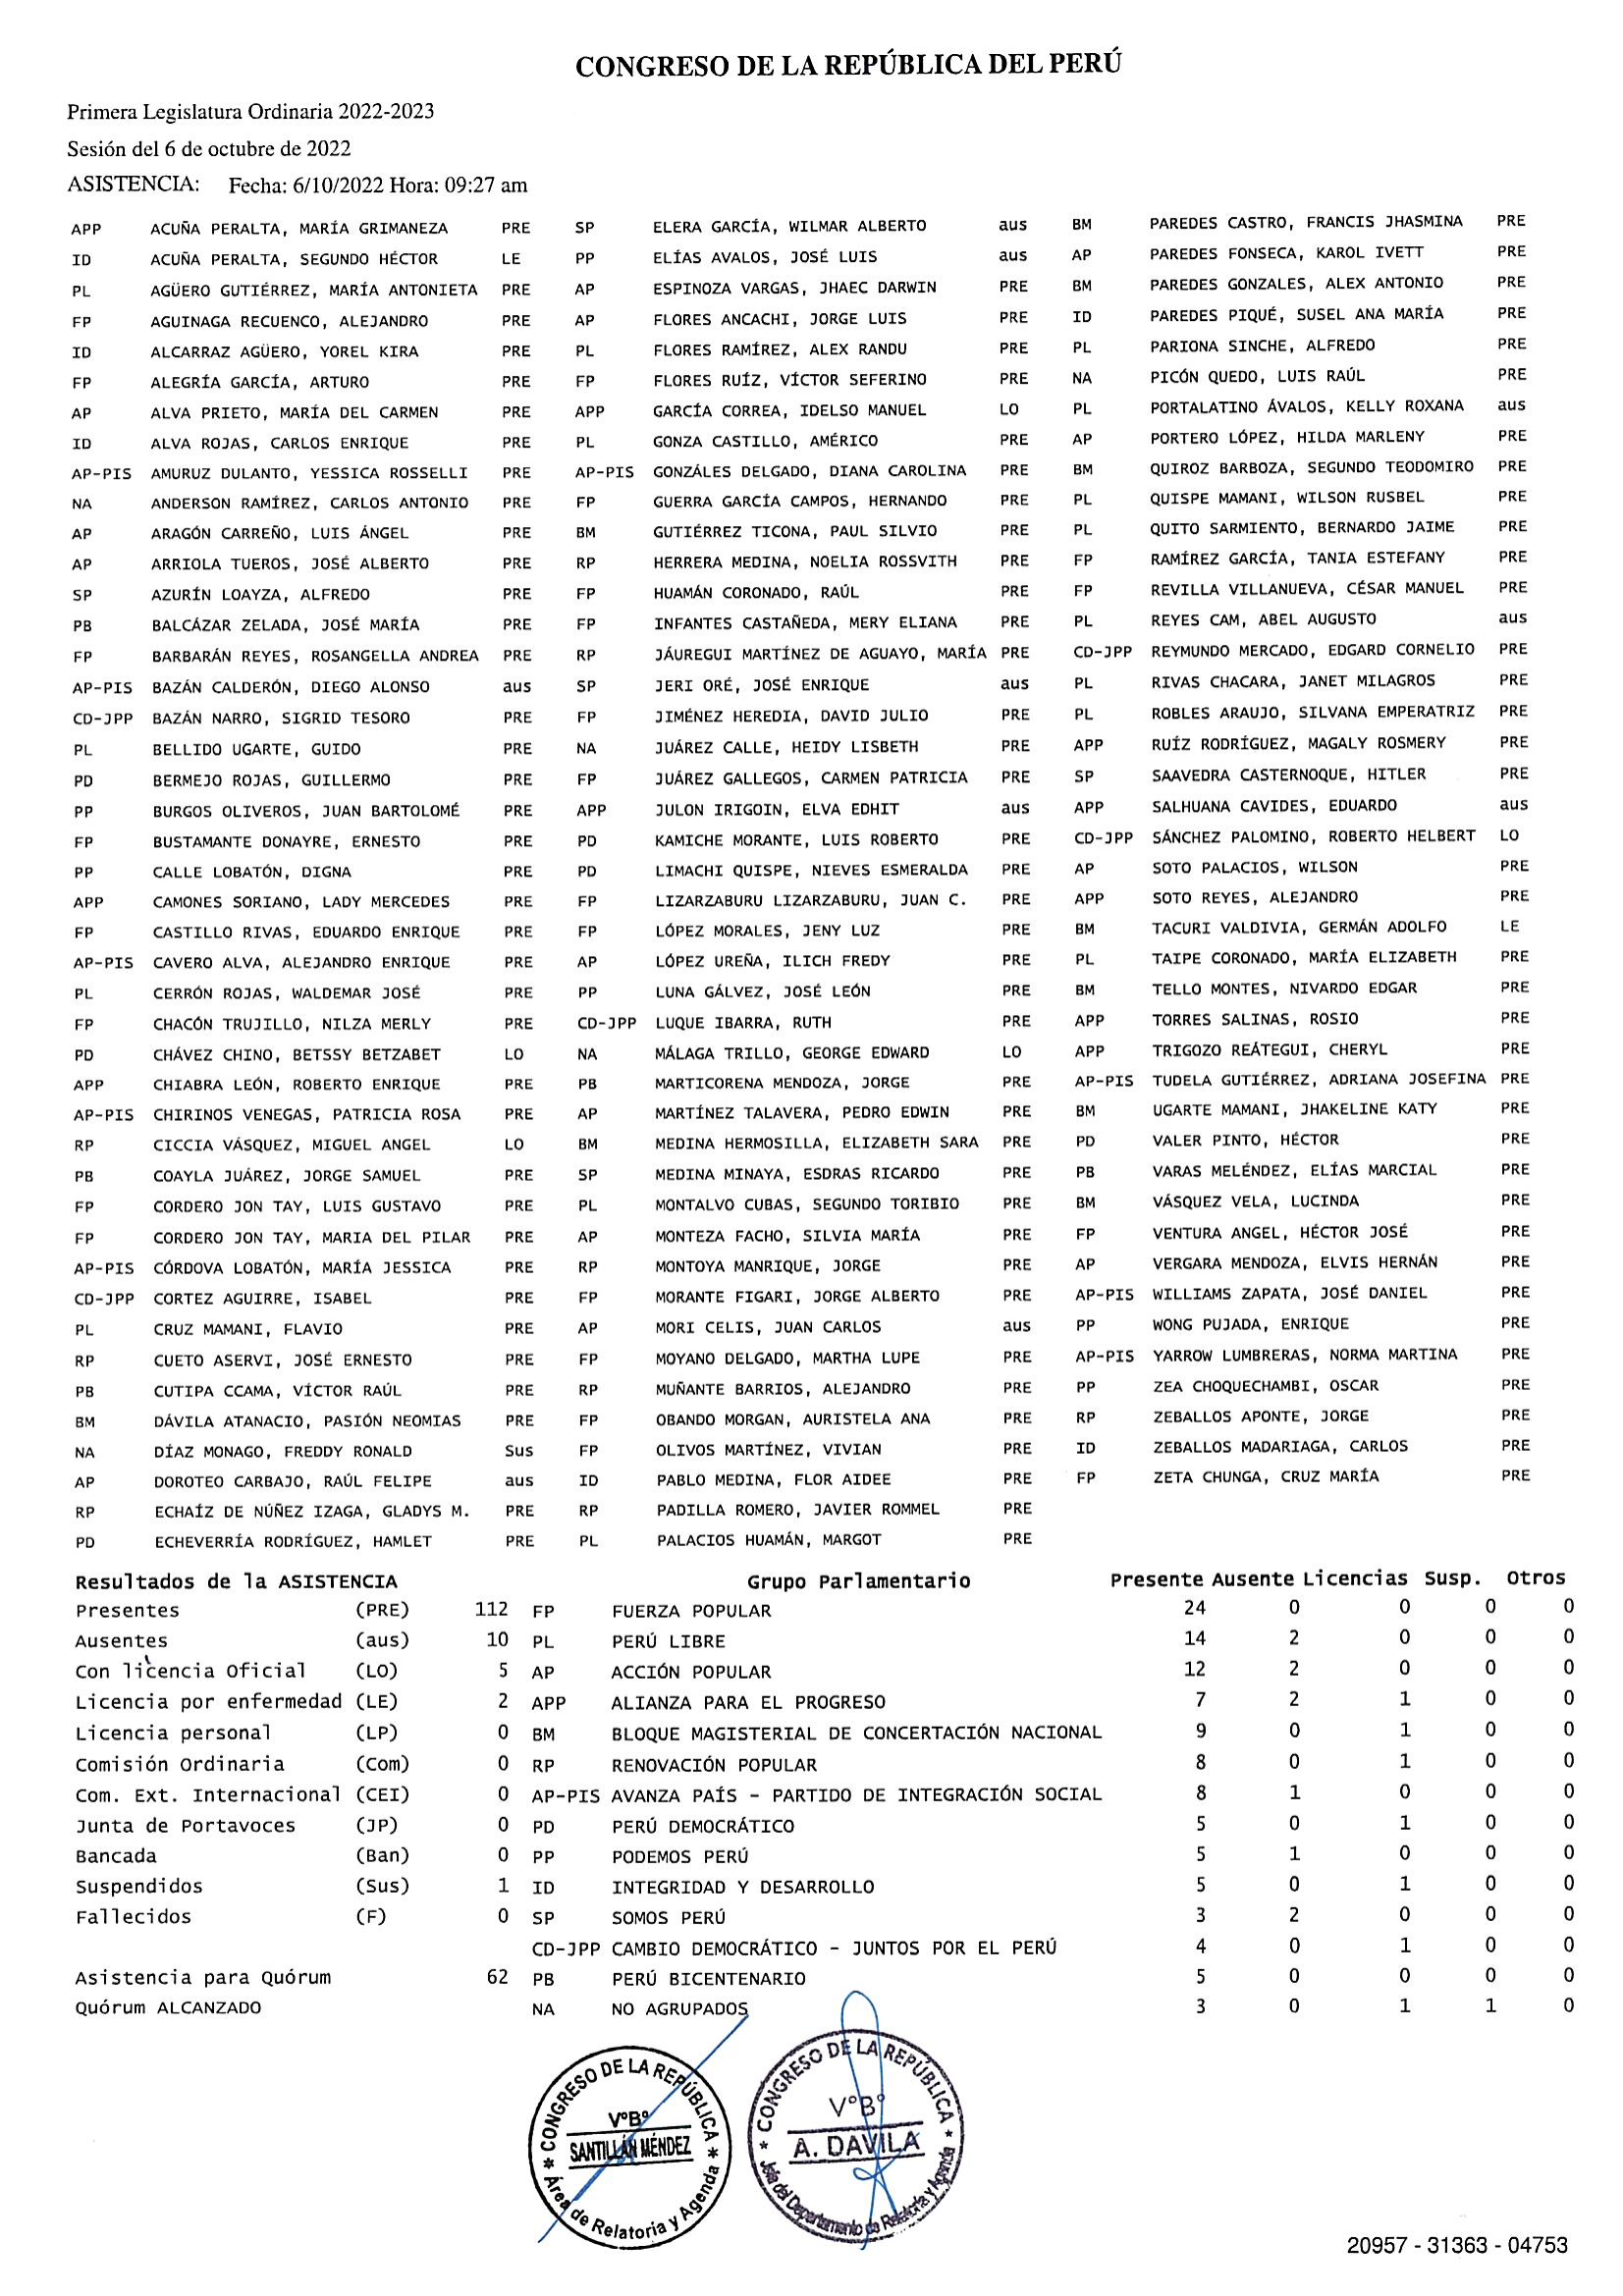 CONGRESO DE LA REPÚBLICA DEL PERÚ
Primera Legislatura Ordinaria 2022-2023
Sesión del 6 de octubre de 2022
ASISTENCIA: Fecha: 6/10/2022 Hora: 09:27 am
APP ACUÑA PERALTA, MARÍA GRIMANEZA PRE SP ELERA GARCÍA, WILMAR ALBERTO aus BM PAREDES CASTRO, FRANCIS JHASMINA PRE
ID ACUÑA PERALTA, SEGUNDO HÉCTOR LE PP ELÍAS AVALOS, JOSÉ LUIS aus AP PAREDES FONSECA, KAROL IVETT PRE
PL AGÜERO GUTIÉRREZ, MARÍA ANTONIETA PRE AP ESPINOZA VARGAS, JHAEC DARWIN PRE BM PAREDES GONZALES, ALEX ANTONIO PRE
FP AGUINAGA RECUENCO, ALEJANDRO PRE AP FLORES ANCACHI, JORGE LUIS PRE ID PAREDES PIQUÉ, SUSEL ANA MARÍA PRE
ID ALCARRAZ AGÜERO, YOREL KIRA PRE PL FLORES RAMÍREZ, ALEX RANDU PRE PL PARIONA SINCHE, ALFREDO PRE
FP ALEGRÍA GARCÍA, ARTURO PRE FP FLORES RUÍZ, VÍCTOR SEFERINO PRE NA PICÓN QUEDO, LUIS RAÚL PRE
AP ALVA PRIETO, MARÍA DEL CARMEN PRE APP GARCÍA CORREA, IDELSO MANUEL LO PL PORTALATINO ÁVALOS, KELLY ROXANA aus
ID ALVA ROJAS, CARLOS ENRIQUE PRE PL GONZA CASTILLO, AMÉRICO PRE AP PORTERO LÓPEZ, HILDA MARLENY PRE
AP-PIS AMURUZ DULANTO, YESSICA ROSSELLI PRE AP-PIS GONZÁLES DELGADO, DIANA CAROLINA PRE BM QUIROZ BARBOZA, SEGUNDO TEODOMIRO PRE
NA ANDERSON RAMÍREZ, CARLOS ANTONIO PRE FP GUERRA GARCÍA CAMPOS, HERNANDO PRE PL QUISPE MAMANI, WILSON RUSBEL PRE
AP ARAGÓN CARREÑO, LUIS ÁNGEL PRE BM GUTIÉRREZ TICONA, PAUL SILVIO PRE PL QUITO SARMIENTO, BERNARDO JAIME PRE
AP ARRIOLA TUEROS, JOSÉ ALBERTO PRE RP HERRERA MEDINA, NOELIA ROSSVITH PRE FP RAMÍREZ GARCÍA, TANIA ESTEFANY PRE
SP AZURÍN LOAYZA, ALFREDO PRE FP HUAMÁN CORONADO, RAÚL PRE FP REVILLA VILLANUEVA, CÉSAR MANUEL PRE
PB BALCÁZAR ZELADA, JOSÉ MARÍA PRE FP INFANTES CASTAÑEDA, MERY ELIANA PRE PL REYES CAM, ABEL AUGUSTO aus
FP BARBARÁN REYES, ROSANGELLA ANDREA PRE RP JÁUREGUI MARTÍNEZ DE AGUAYO, MARÍA PRE CD-JPP REYMUNDO MERCADO, EDGARD CORNELIO PRE
AP-PIS BAZÁN CALDERÓN, DIEGO ALONSO aus SP JERI ORÉ, JOSÉ ENRIQUE aus PL RIVAS CHACARA, JANET MILAGROS PRE
CD-JPP BAZÁN NARRO, SIGRID TESORO PRE FP JIMÉNEZ HEREDIA, DAVID JULIO PRE PL ROBLES ARAUJO, SILVANA EMPERATRIZ PRE
PL BELLIDO UGARTE, GUIDO PRE NA JUÁREZ CALLE, HEIDY LISBETH PRE APP RUÍZ RODRÍGUEZ, MAGALY ROSMERY PRE
PD BERMEJO ROJAS, GUILLERMO PRE FP JUÁREZ GALLEGOS, CARMEN PATRICIA PRE SP SAAVEDRA CASTERNOQUE, HITLER PRE
PP BURGOS OLIVEROS, JUAN BARTOLOMÉ PRE APP JULON IRIGOIN, ELVA EDHIT aus APP SALHUANA CAVIDES, EDUARDO aus
FP BUSTAMANTE DONAYRE, ERNESTO PRE PD KAMICHE MORANTE, LUIS ROBERTO PRE CD-JPP SÁNCHEZ PALOMINO, ROBERTO HELBERT LO
PP CALLE LOBATÓN, DIGNA PRE PD LIMACHI QUISPE, NIEVES ESMERALDA PRE AP SOTO PALACIOS, WILSON PRE
APP CAMONES SORIANO, LADY MERCEDES PRE FP LIZARZABURU LIZARZABURU, JUAN C. PRE APP SOTO REYES, ALEJANDRO PRE
FP CASTILLO RIVAS, EDUARDO ENRIQUE PRE FP LÓPEZ MORALES, JENY LUZ PRE BM TACURI VALDIVIA, GERMÁN ADOLFO LE
AP-PIS CAVERO ALVA, ALEJANDRO ENRIQUE PRE AP LÓPEZ UREÑA, ILICH FREDY PRE PL TAIPE CORONADO, MARÍA ELIZABETH PRE
PL CERRÓN ROJAS, WALDEMAR JOSÉ PRE PP LUNA GÁLVEZ, JOSÉ LEÓN PRE BM TELLO MONTES, NIVARDO EDGAR PRE
FP CHACÓN TRUJILLO, NILZA MERLY PRE CD-JPP LUQUE IBARRA, RUTH PRE APP TORRES SALINAS, ROSIO PRE
PD CHÁVEZ CHINO, BETSSY BETZABET LO NA MÁLAGA TRILLO, GEORGE EDWARD LO APP TRIGOZO REÁTEGUI, CHERYL PRE
APP CHIABRA LEÓN, ROBERTO ENRIQUE PRE PB MARTICORENA MENDOZA, JORGE PRE AP-PIS TUDELA GUTIÉRREZ, ADRIANA JOSEFINA PRE
AP-PIS CHIRINOS VENEGAS, PATRICIA ROSA PRE AP MARTÍNEZ TALAVERA, PEDRO EDWIN PRE BM UGARTE MAMANI, JHAKELINE KATY PRE
RP CICCIA VÁSQUEZ, MIGUEL ANGEL LO BM MEDINA HERMOSILLA, ELIZABETH SARA PRE PD VALER PINTO, HÉCTOR PRE
PB COAYLA JUÁREZ, JORGE SAMUEL PRE SP MEDINA MINAYA, ESDRAS RICARDO PRE PB VARAS MELÉNDEZ, ELÍAS MARCIAL PRE
FP CORDERO JON TAY, LUIS GUSTAVO PRE PL MONTALVO CUBAS, SEGUNDO TORIBIO PRE BM VÁSQUEZ VELA, LUCINDA PRE
FP CORDERO JON TAY, MARIA DEL PILAR PRE AP MONTEZA FACHO, SILVIA MARÍA PRE FP VENTURA ANGEL, HÉCTOR JOSÉ PRE
AP-PIS CÓRDOVA LOBATÓN, MARÍA JESSICA PRE RP MONTOYA MANRIQUE, JORGE PRE AP VERGARA MENDOZA, ELVIS HERNÁN PRE
CD-JPP CORTEZ AGUIRRE, ISABEL PRE FP MORANTE FIGARI, JORGE ALBERTO PRE AP-PIS WILLIAMS ZAPATA, JOSÉ DANIEL PRE
PL CRUZ MAMANI, FLAVIO PRE AP MORI CELIS, JUAN CARLOS aus PP WONG PUJADA, ENRIQUE PRE
RP CUETO ASERVI, JOSÉ ERNESTO PRE FP MOYANO DELGADO, MARTHA LUPE PRE AP-PIS YARROW LUMBRERAS, NORMA MARTINA PRE
PB CUTIPA CCAMA, VÍCTOR RAÚL PRE RP MUÑANTE BARRIOS, ALEJANDRO PRE PP ZEA CHOQUECHAMBI, OSCAR PRE
BM DÁVILA ATANACIO, PASIÓN NEOMIAS PRE FP OBANDO MORGAN, AURISTELA ANA PRE RP ZEBALLOS APONTE, JORGE PRE
NA DÍAZ MONAGO, FREDDY RONALD Sus FP OLIVOS MARTÍNEZ, VIVIAN PRE ID ZEBALLOS MADARIAGA, CARLOS PRE
AP DOROTEO CARBAJO, RAÚL FELIPE aus ID PABLO MEDINA, FLOR AIDEE PRE FP ZETA CHUNGA, CRUZ MARÍA PRE
RP ECHAÍZ DE NÚÑEZ IZAGA, GLADYS M. PRE RP PADILLA ROMERO, JAVIER ROMMEL PRE
PD ECHEVERRÍA RODRÍGUEZ, HAMLET PRE PL PALACIOS HUAMÁN, MARGOT PRE
Resultados de la ASISTENCIA Grupo Parlamentario Presente Ausente Licencias Susp. Otros
Presentes (PRE) 112 FP FUERZA POPULAR 24 0 0 0 0
Ausentes (aus) 10 PL PERÚ LIBRE 14 2 0 0 0
Con licencia Oficial (LO) 5 AP ACCIÓN POPULAR 12 2 0 0 0
Licencia por enfermedad (LE) 2 APP ALIANZA PARA EL PROGRESO 7 2 1 0 0
Licencia personal (LP) 0 BM BLOQUE MAGISTERIAL DE CONCERTACIÓN NACIONAL 9 0 1 0 0
Comisión Ordinaria (Com) 0 RP RENOVACIÓN POPULAR 8 0 1 0 0
Com. Ext. Internacional (CEI) 0 AP-PIS AVANZA PAÍS - PARTIDO DE INTEGRACIÓN SOCIAL 8 1 0 0 0
Junta de Portavoces (JP) 0 PD PERÚ DEMOCRÁTICO 5 0 1 0 0
Bancada (Ban) 0 PP PODEMOS PERÚ 5 1 0 0 0
Suspendidos (Sus) 1 ID INTEGRIDAD Y DESARROLLO 5 0 1 0 0
Fallecidos (F) 0 SP SOMOS PERÚ 3 2 0 0 0
CD-JPP CAMBIO DEMOCRÁTICO - JUNTOS POR EL PERÚ 4 0 1 0 0
Asistencia para Quórum 62 PB PERÚ BICENTENARIO 5 0 0 0 0
Quórum ALCANZADO NA NO AGRUPADOS 3 0 1 1 0
CONGRESO DE LA REPÚBLICA
V°B°
SANTILLÁN MÉNDEZ
Área de Relatoria y Agenda
CONGRESO DE LA REPÚBLICA
V°B°
A. DAVILA
Jefa del Departamento de Relatoría y Agenda
20957 - 31363 - 04753